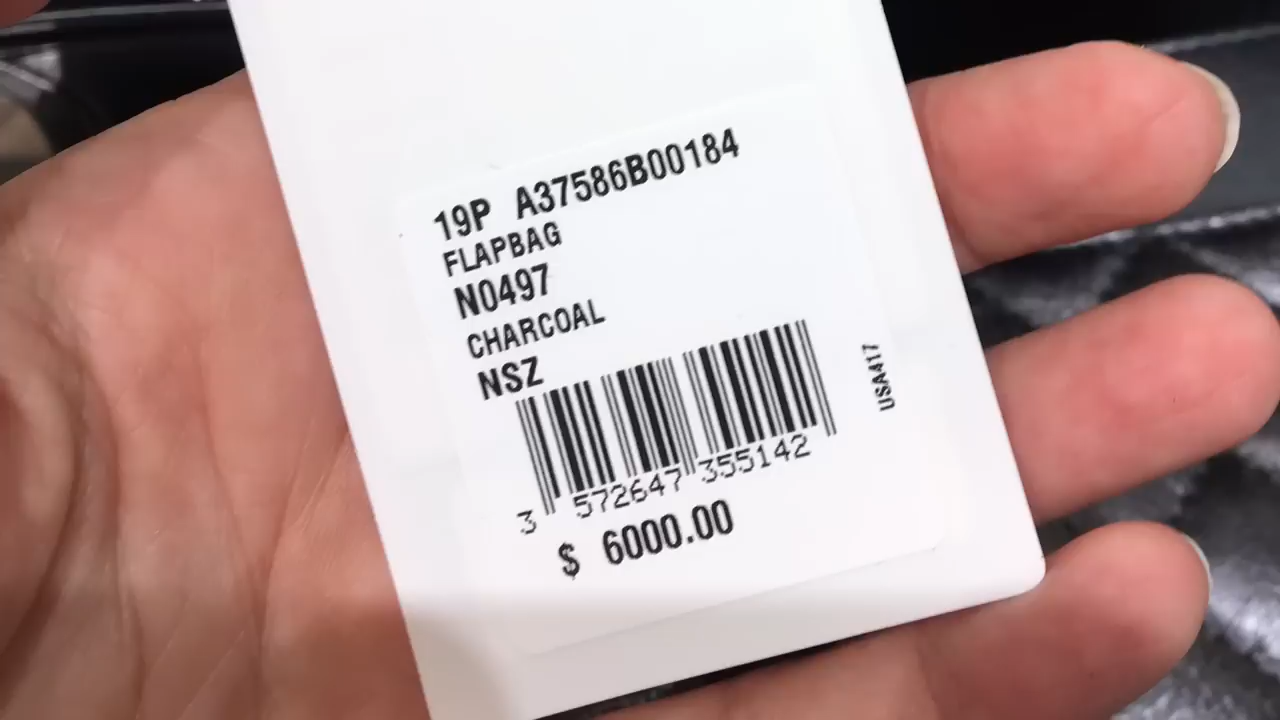 19P A37586B00184
FLAPBAG
N0497
CHARCOAL
NSZ
USA417
3 572647 355142
$ 6000.00